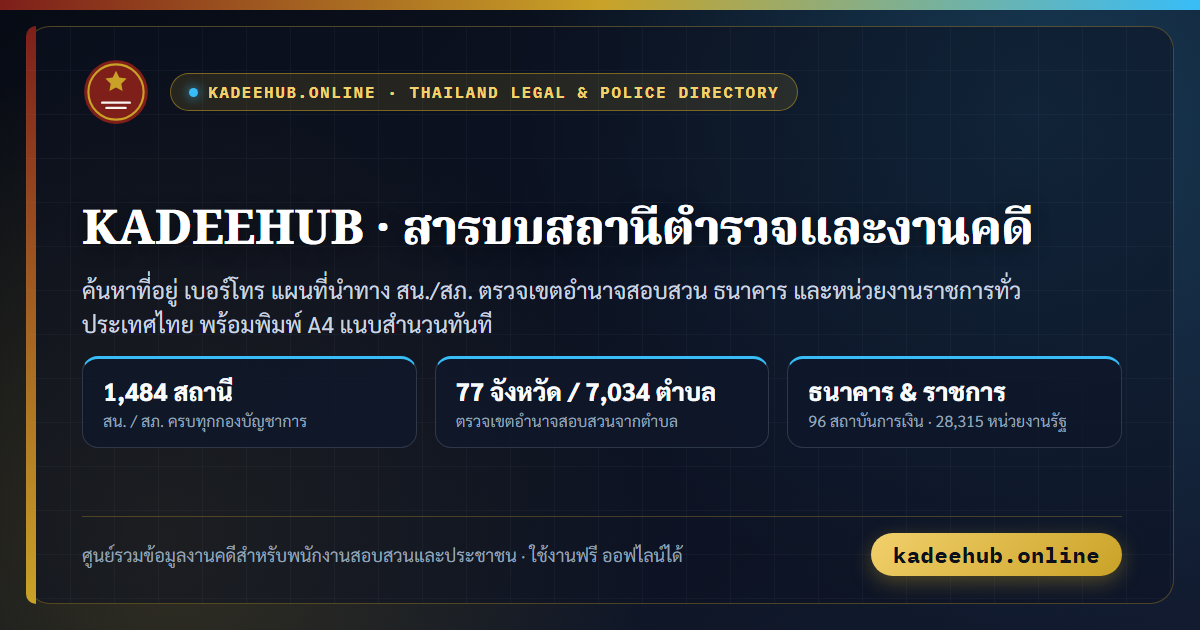 KADEEHUB.ONLINE · THAILAND LEGAL & POLICE DIRECTORY
KADEEHUB · สารบบสถานีตำรวจและงานคดี
ค้นหาที่อยู่ เบอร์โทร แผนที่นำทาง สน./สภ. ตรวจเขตอำนาจสอบสวน ธนาคาร และหน่วยงานราชการทั่ว
ประเทศไทย พร้อมพิมพ์ A4 แนบสำนวนทันที
1,484 สถานี
สน. / สภ. ครบทุกกองบัญชาการ
77 จังหวัด / 7,034 ตำบล
ตรวจเขตอำนาจสอบสวนจากตำบล
ธนาคาร & ราชการ
96 สถาบันการเงิน · 28,315 หน่วยงานรัฐ
ศูนย์รวมข้อมูลงานคดีสำหรับพนักงานสอบสวนและประชาชน · ใช้งานฟรี ออฟไลน์ได้
kadeehub.online